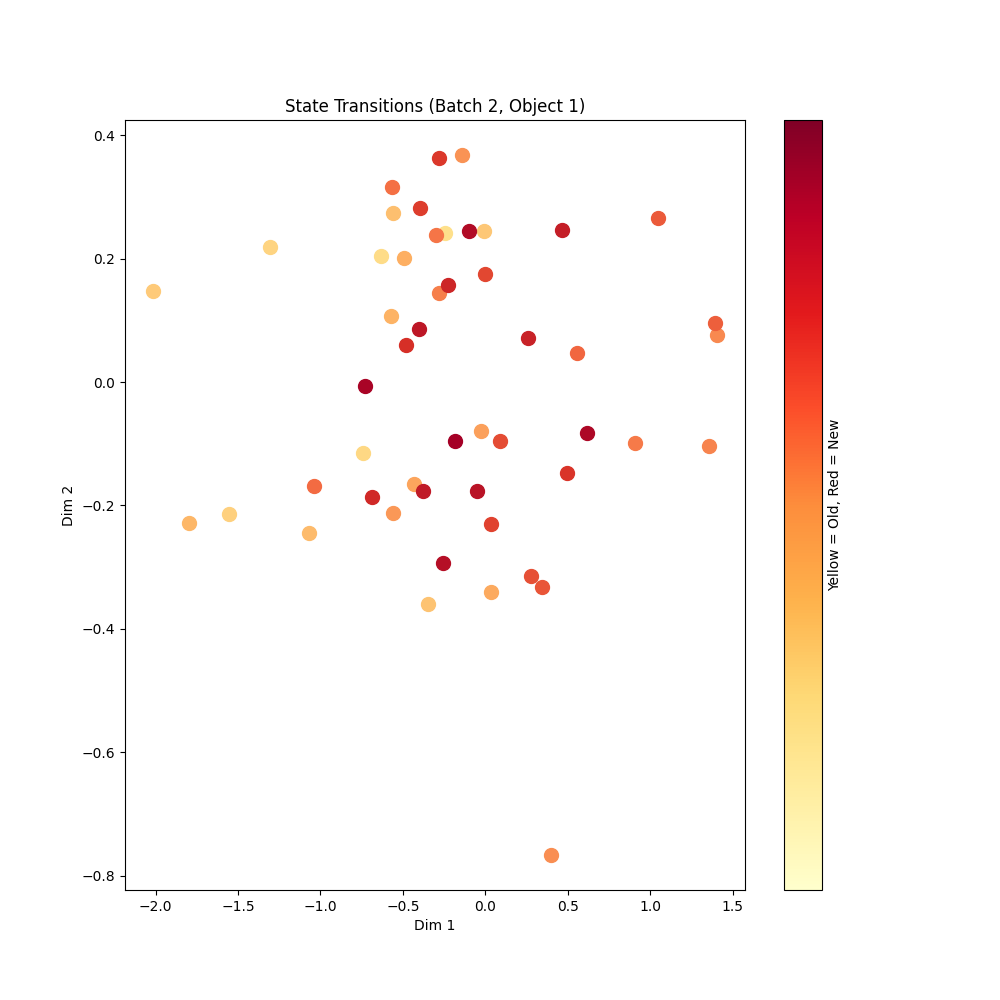 State Transitions (Batch 2, Object 1)
0.4
0.2
0.0
−0.2
−0.4
−0.6
−0.8
Dim 2
−2.0 −1.5 −1.0 −0.5 0.0 0.5 1.0 1.5
Dim 1
Yellow = Old, Red = New